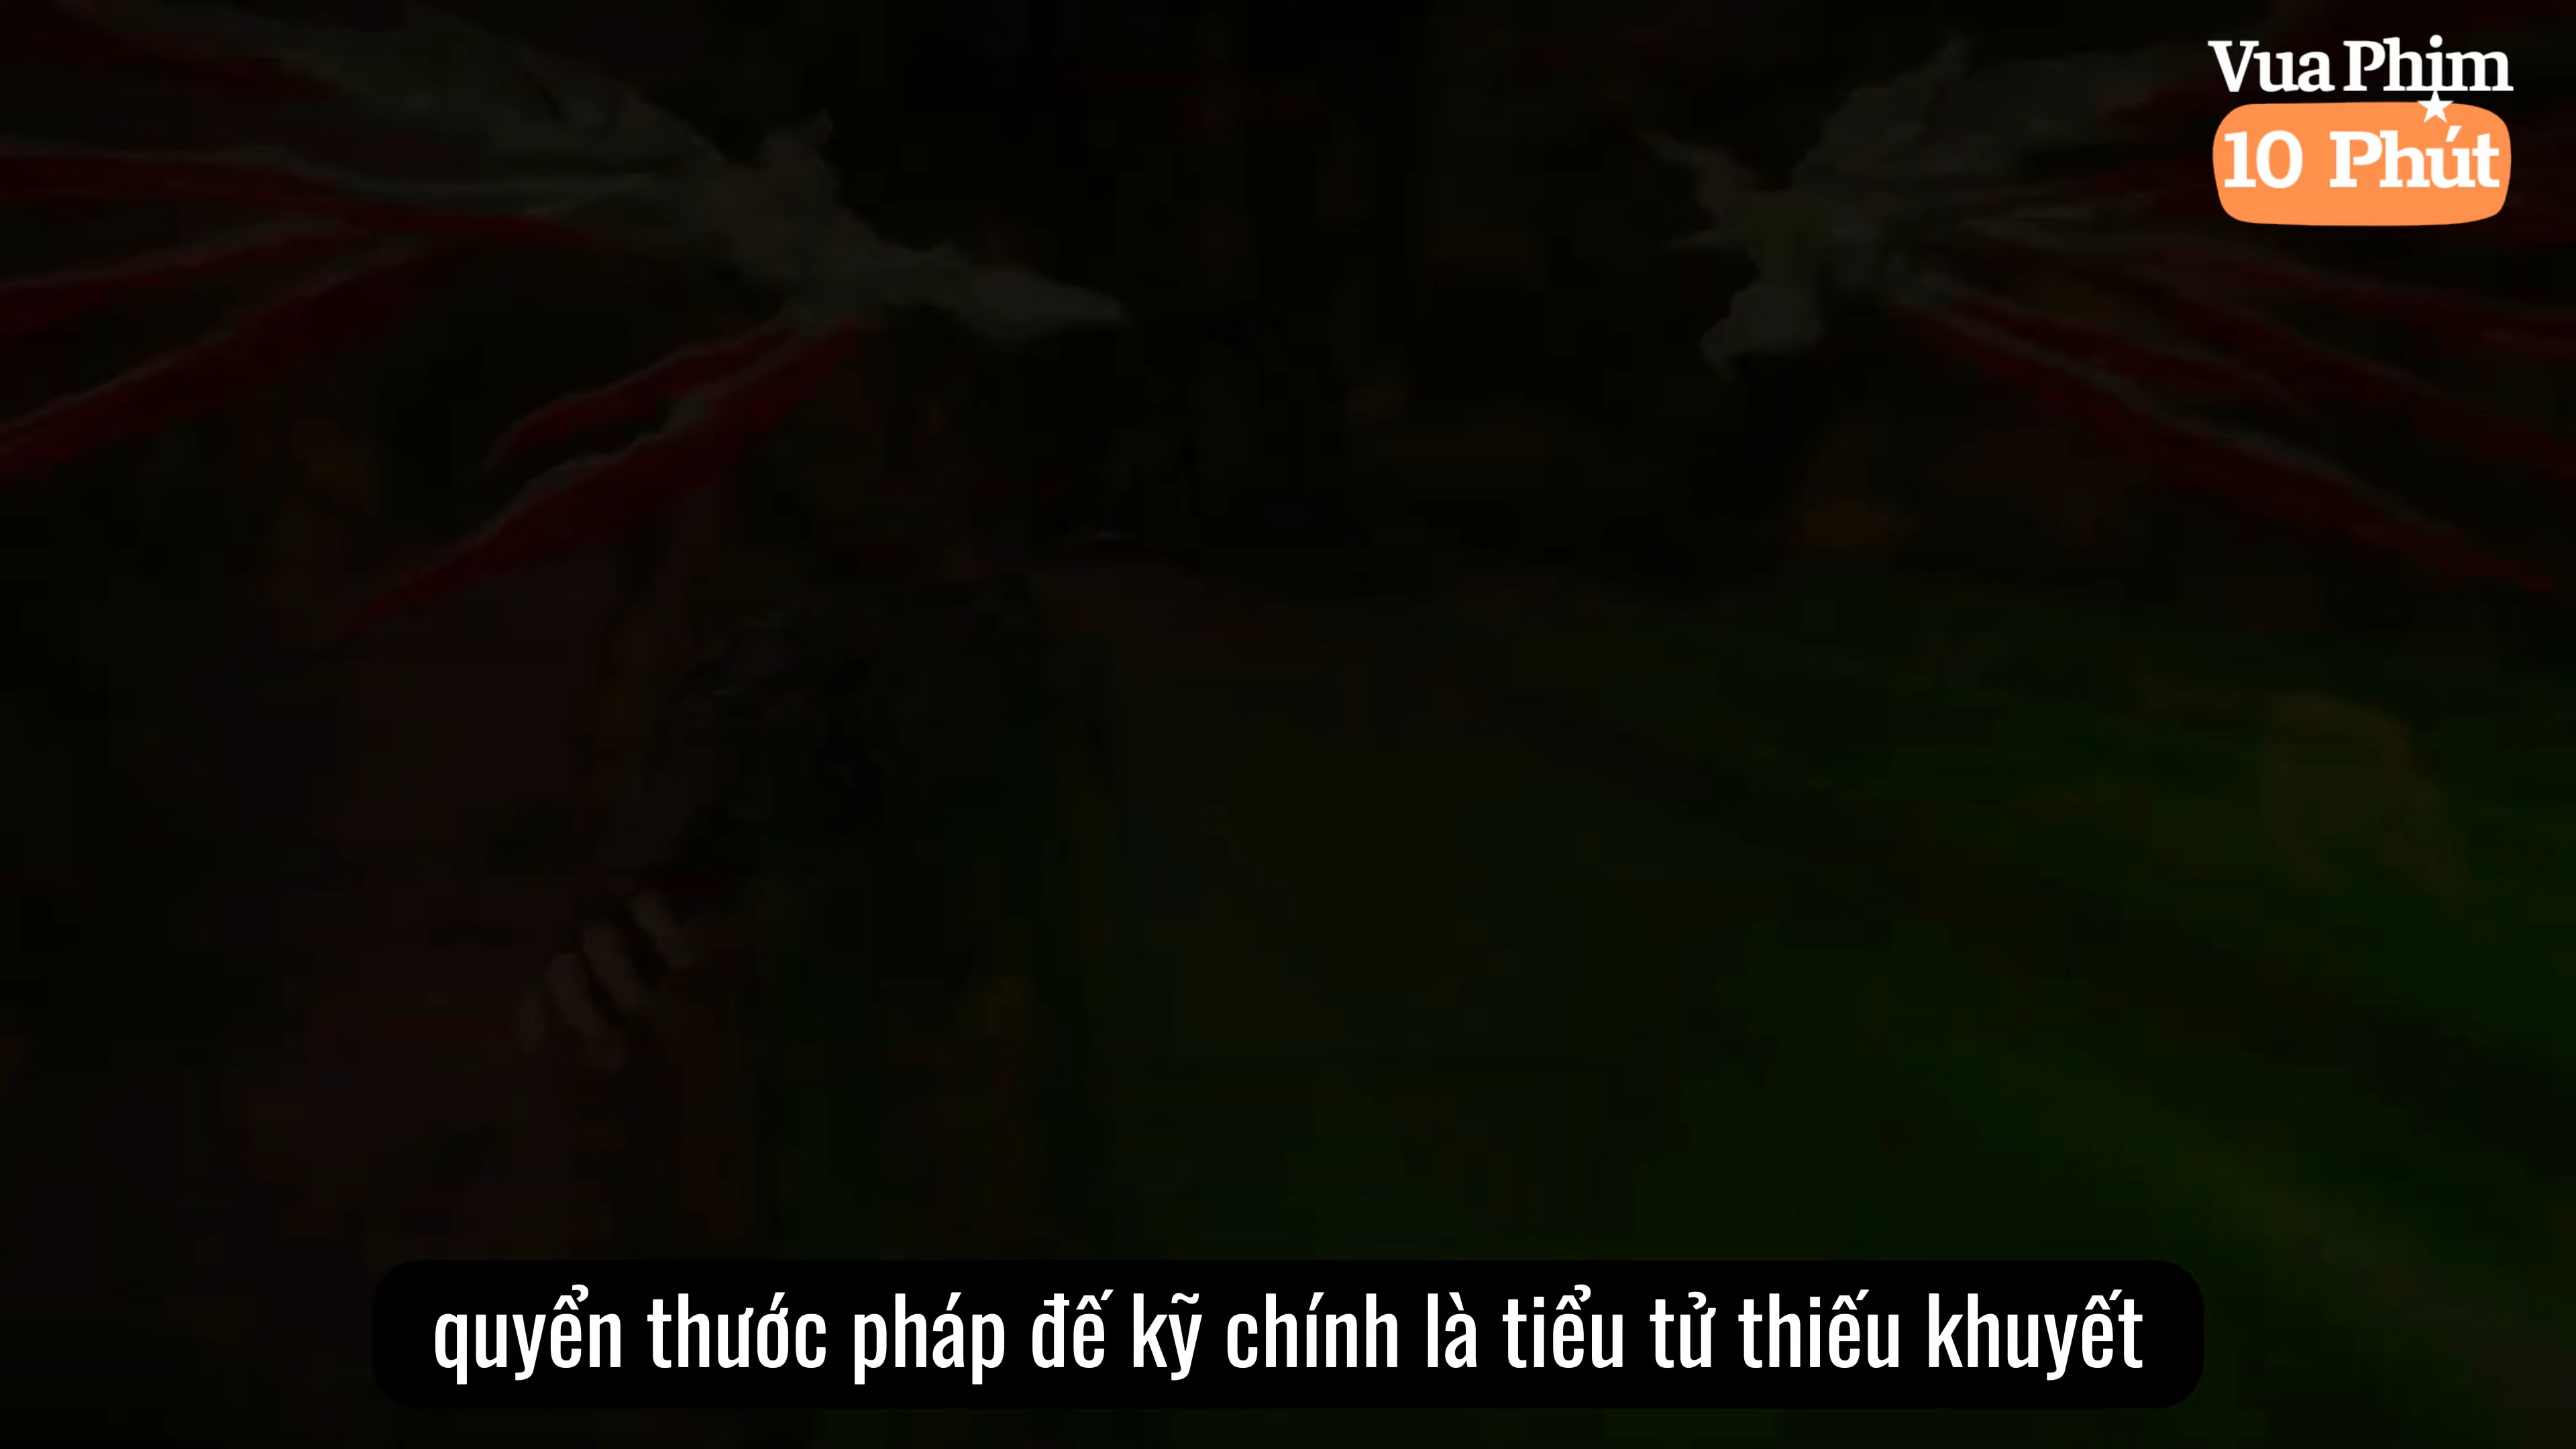 Vua Phim
10 Phút
quyển thước pháp đế kỹ chính là tiểu tử thiếu khuyết